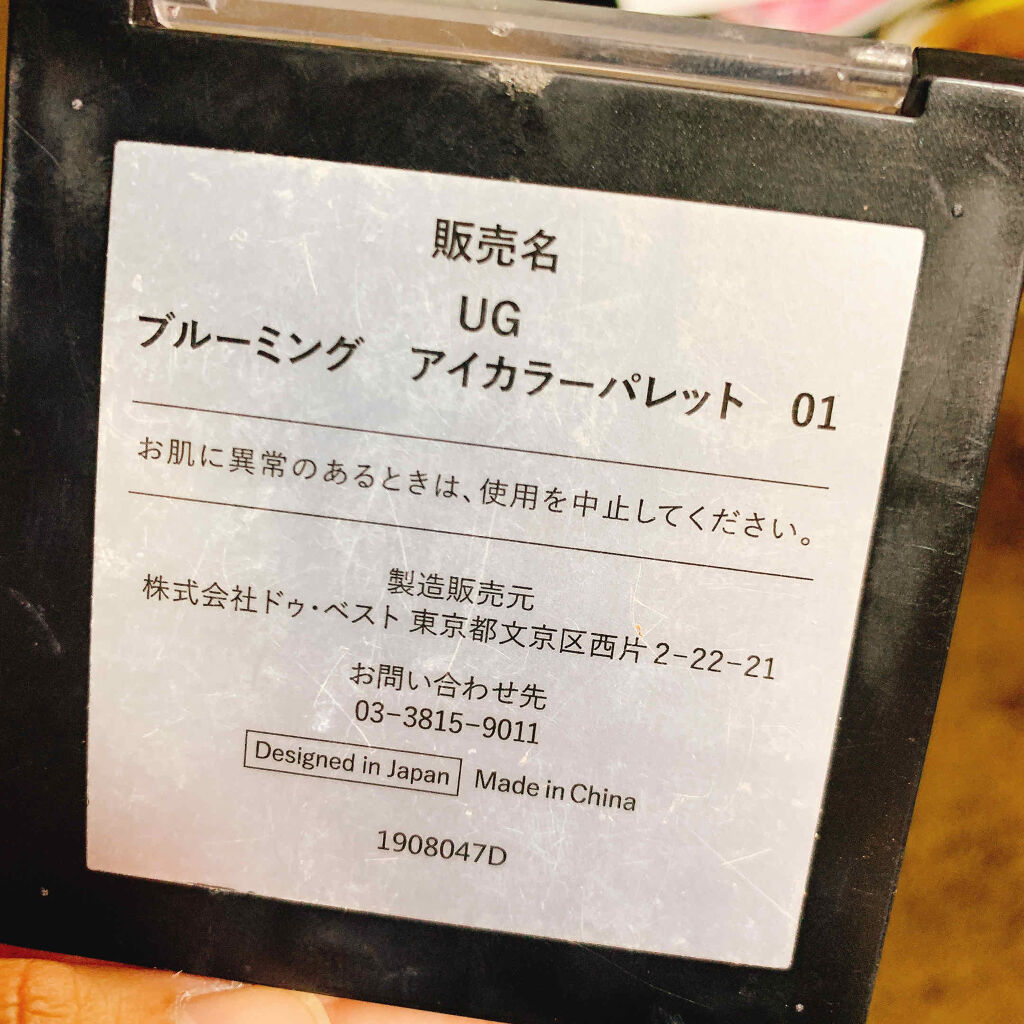 販売名
UG
ブルーミング　アイカラーパレット　01
お肌に異常のあるときは、使用を中止してください。
製造販売元
株式会社ドゥ・ベスト 東京都文京区西片2-22-21
お問い合わせ先
03-3815-9011
Designed in Japan Made in China
1908047D